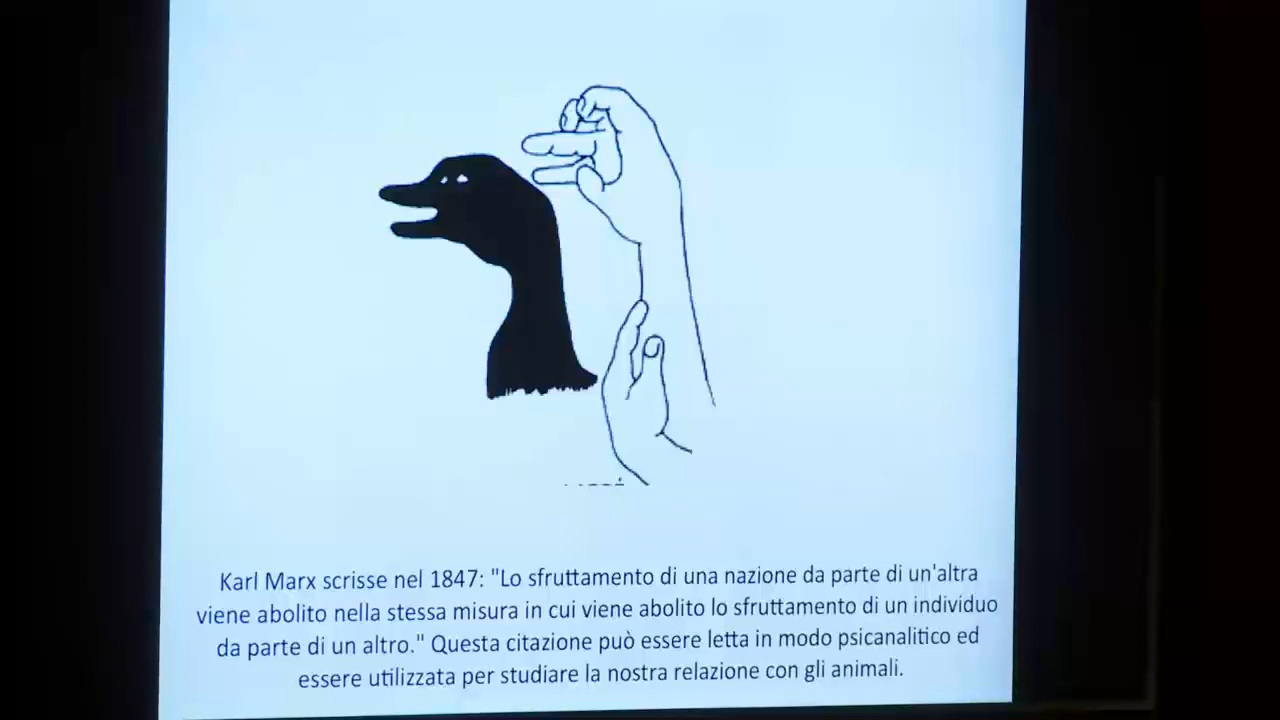 Karl Marx scrisse nel 1847: "Lo sfruttamento di una nazione da parte di un'altra
viene abolito nella stessa misura in cui viene abolito lo sfruttamento di un individuo
da parte di un altro." Questa citazione può essere letta in modo psicanalitico ed
essere utilizzata per studiare la nostra relazione con gli animali.